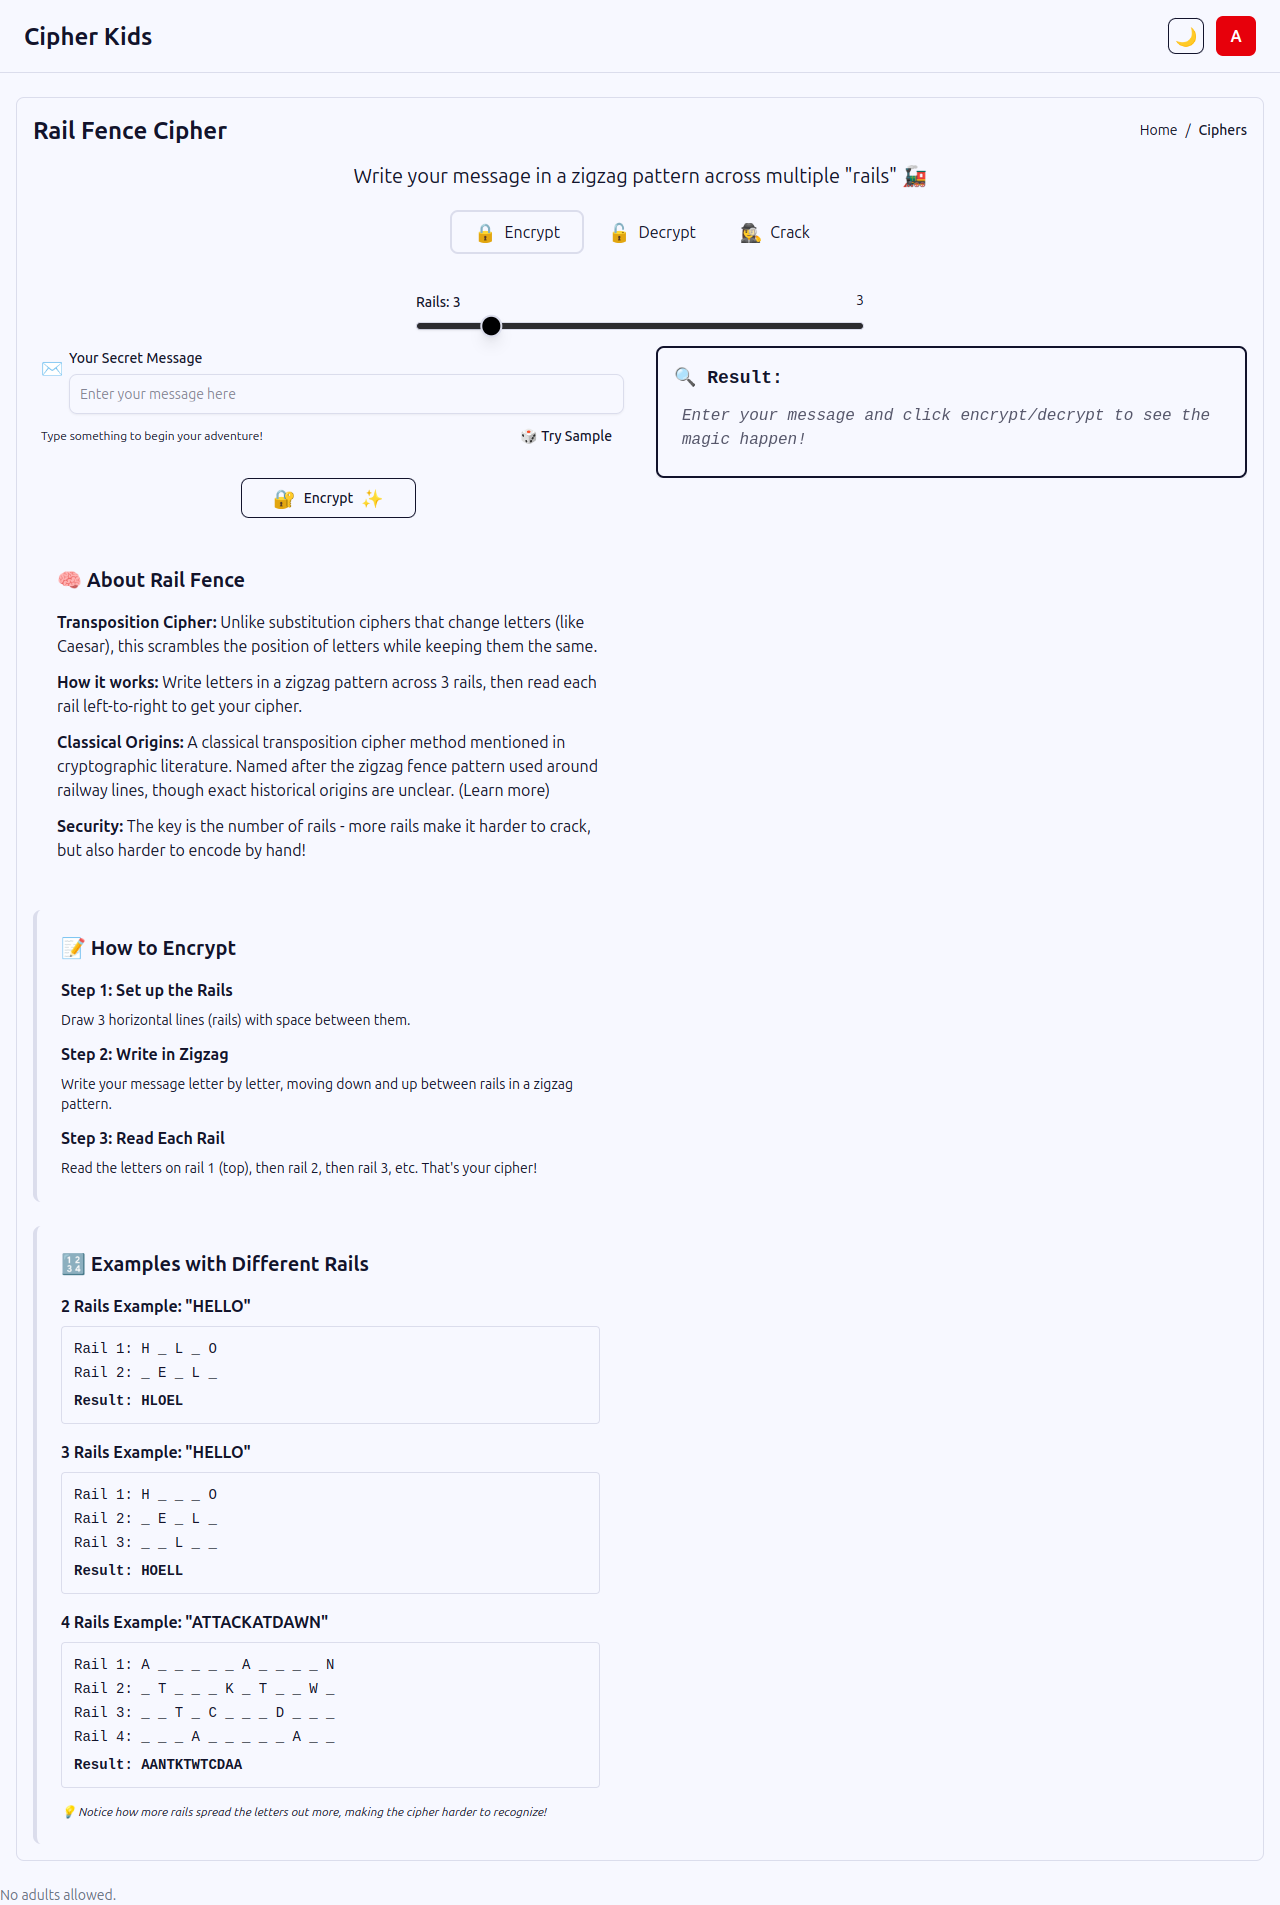 Cipher Kids
A
Rail Fence Cipher
Home / Ciphers
Write your message in a zigzag pattern across multiple "rails" 🚂
🔒 Encrypt
🔓 Decrypt
🕵️‍♀️ Crack
Rails: 3
3
✉️ Your Secret Message
Enter your message here
Type something to begin your adventure!
🎲 Try Sample
🔐 Encrypt ✨
🔍 Result:
Enter your message and click encrypt/decrypt to see the
magic happen!
🧠 About Rail Fence
Transposition Cipher: Unlike substitution ciphers that change letters (like
Caesar), this scrambles the position of letters while keeping them the same.
How it works: Write letters in a zigzag pattern across 3 rails, then read each
rail left-to-right to get your cipher.
Classical Origins: A classical transposition cipher method mentioned in
cryptographic literature. Named after the zigzag fence pattern used around
railway lines, though exact historical origins are unclear. (Learn more)
Security: The key is the number of rails - more rails make it harder to crack,
but also harder to encode by hand!
📝 How to Encrypt
Step 1: Set up the Rails
Draw 3 horizontal lines (rails) with space between them.
Step 2: Write in Zigzag
Write your message letter by letter, moving down and up between rails in a zigzag
pattern.
Step 3: Read Each Rail
Read the letters on rail 1 (top), then rail 2, then rail 3, etc. That's your cipher!
🔢 Examples with Different Rails
2 Rails Example: "HELLO"
Rail 1: H _ L _ O
Rail 2: _ E _ L _
Result: HLOEL
3 Rails Example: "HELLO"
Rail 1: H _ _ _ O
Rail 2: _ E _ L _
Rail 3: _ _ L _ _
Result: HOELL
4 Rails Example: "ATTACKATDAWN"
Rail 1: A _ _ _ _ _ A _ _ _ _ N
Rail 2: _ T _ _ _ K _ T _ _ W _
Rail 3: _ _ T _ C _ _ _ D _ _ _
Rail 4: _ _ _ A _ _ _ _ _ A _ _
Result: AANTKTWTCDAA
💡 Notice how more rails spread the letters out more, making the cipher harder to recognize!
No adults allowed.